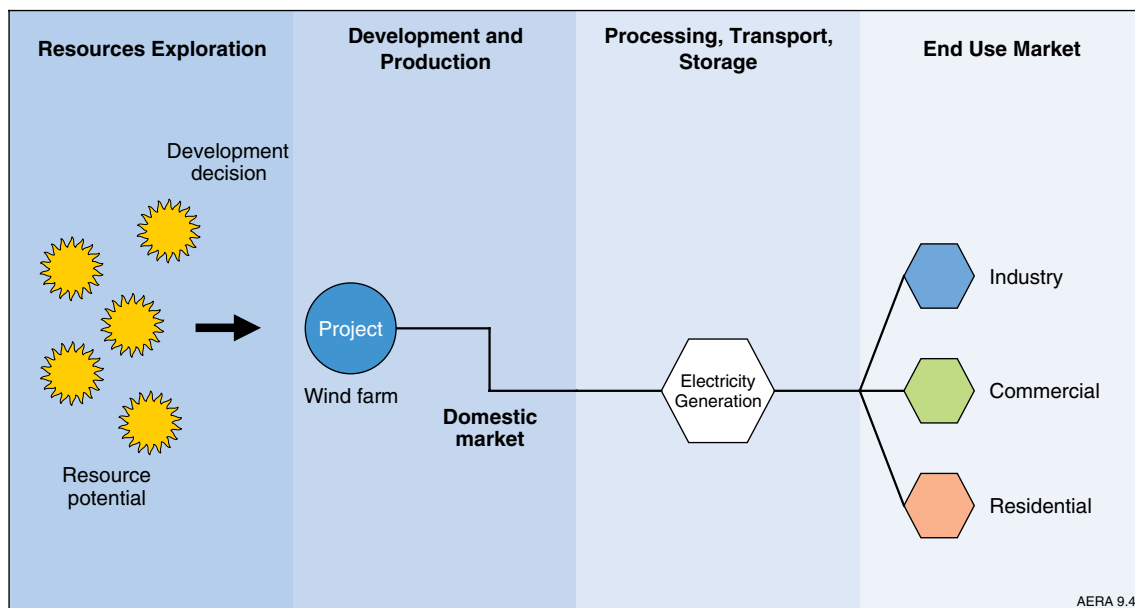 Resources Exploration
Development and
Production
Processing, Transport,
Storage
End Use Market
Development
decision
Resource
potential
Project
Wind farm
Domestic
market
Electricity
Generation
Industry
Commercial
Residential
AERA 9.4